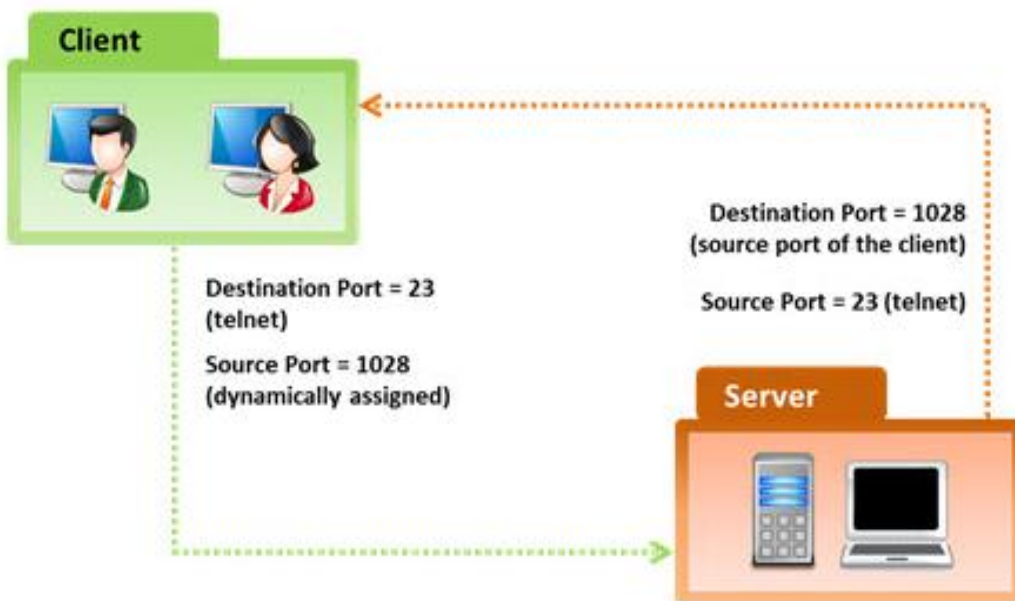 Client
Destination Port = 1028
(source port of the client)
Source Port = 23 (telnet)
Destination Port = 23
(telnet)
Source Port = 1028
(dynamically assigned)
Server